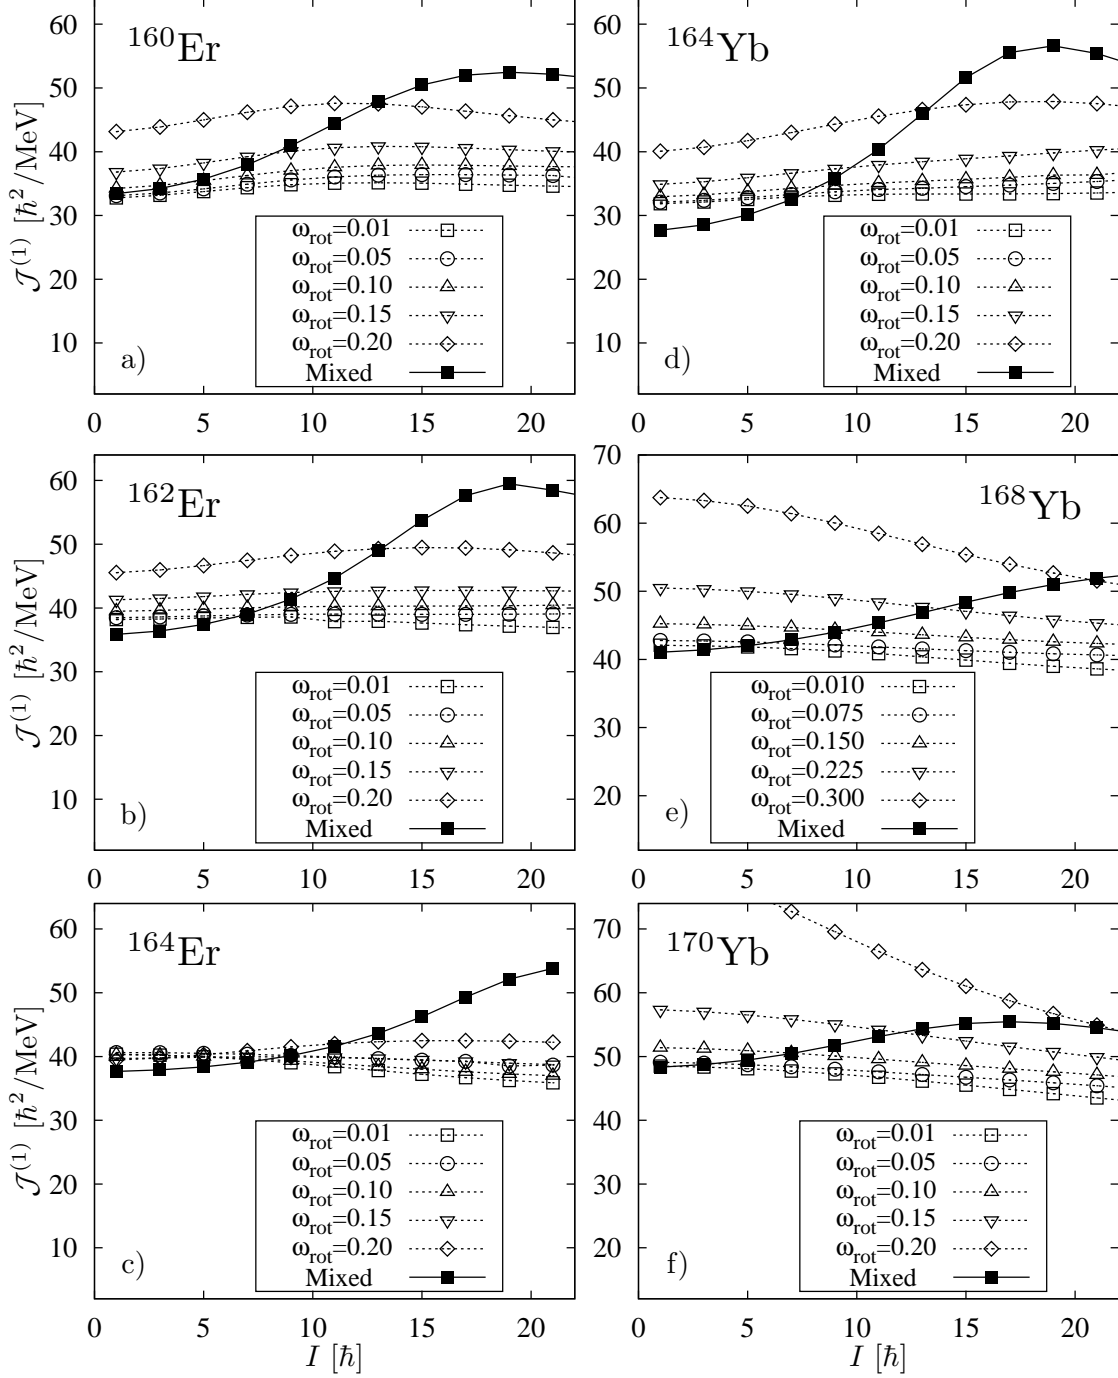 60
50
40
30
20
10
𝒥(1) [ħ²/MeV]
160Er
ωrot=0.01
ωrot=0.05
ωrot=0.10
ωrot=0.15
ωrot=0.20
Mixed
a)
0 5 10 15 20
60
50
40
30
20
10
164Yb
ωrot=0.01
ωrot=0.05
ωrot=0.10
ωrot=0.15
ωrot=0.20
Mixed
d)
0 5 10 15 20
60
50
40
30
20
10
𝒥(1) [ħ²/MeV]
162Er
ωrot=0.01
ωrot=0.05
ωrot=0.10
ωrot=0.15
ωrot=0.20
Mixed
b)
0 5 10 15 20
70
60
50
40
30
20
168Yb
ωrot=0.010
ωrot=0.075
ωrot=0.150
ωrot=0.225
ωrot=0.300
Mixed
e)
0 5 10 15 20
60
50
40
30
20
10
𝒥(1) [ħ²/MeV]
164Er
ωrot=0.01
ωrot=0.05
ωrot=0.10
ωrot=0.15
ωrot=0.20
Mixed
c)
0 5 10 15 20
I [ħ]
70
60
50
40
30
20
170Yb
ωrot=0.01
ωrot=0.05
ωrot=0.10
ωrot=0.15
ωrot=0.20
Mixed
f)
0 5 10 15 20
I [ħ]